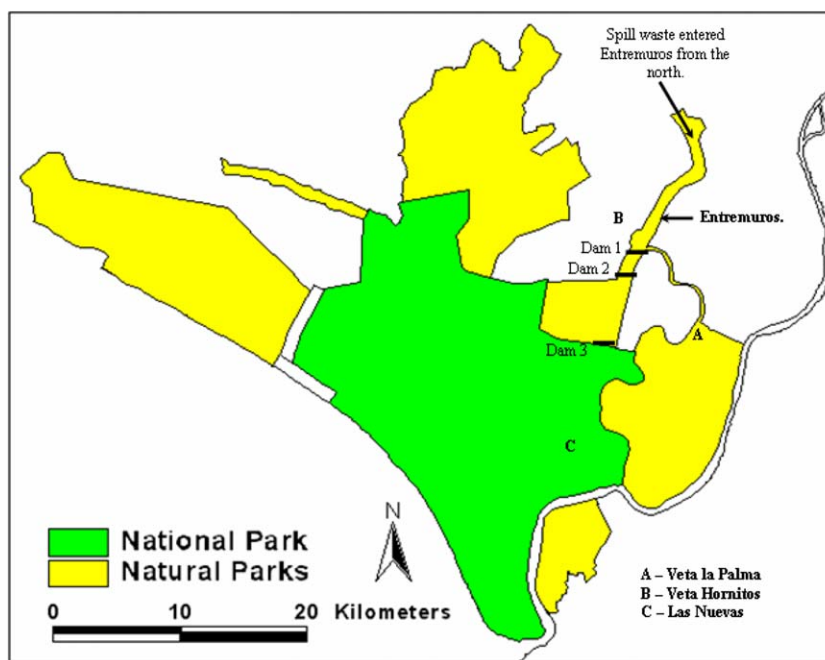 Spill waste entered
Entremuros from the
north.
B
Entremuros.
Dam 1
Dam 2
A
Dam 3
C
N
National Park
Natural Parks
0 10 20 Kilometers
A – Veta la Palma
B – Veta Hornitos
C – Las Nuevas